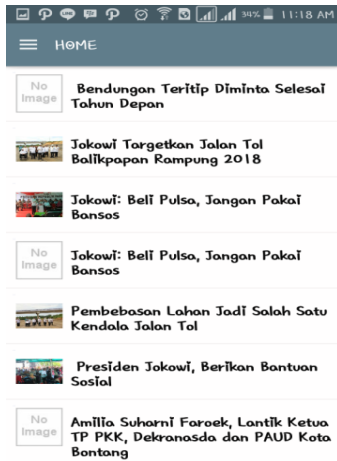 34% 11:18 AM
HOME
No
Image
Bendungan Teritip Diminta Selesai
Tahun Depan
Jokowi Targetkan Jalan Tol
Balikpapan Rampung 2018
Jokowi: Beli Pulsa, Jangan Pakai
Bansos
No
Image
Jokowi: Beli Pulsa, Jangan Pakai
Bansos
Pembebasan Lahan Jadi Salah Satu
Kendala Jalan Tol
Presiden Jokowi, Berikan Bantuan
Sosial
No
Image
Amilia Suharni Faroek, Lantik Ketua
TP PKK, Dekranasda dan PAUD Kota
Bontang